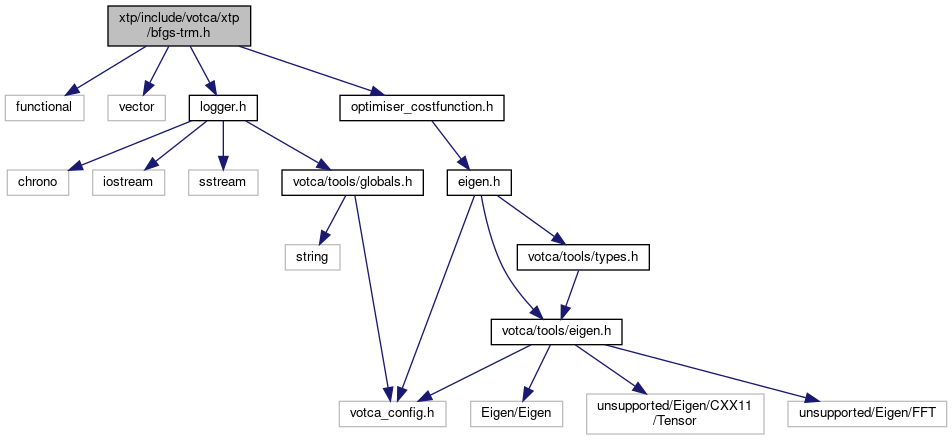 xtp/include/votca/xtp
/bfgs-trm.h
functional
vector
logger.h
optimiser_costfunction.h
chrono
iostream
sstream
votca/tools/globals.h
eigen.h
string
votca/tools/types.h
votca/tools/eigen.h
votca_config.h
Eigen/Eigen
unsupported/Eigen/CXX11
/Tensor
unsupported/Eigen/FFT